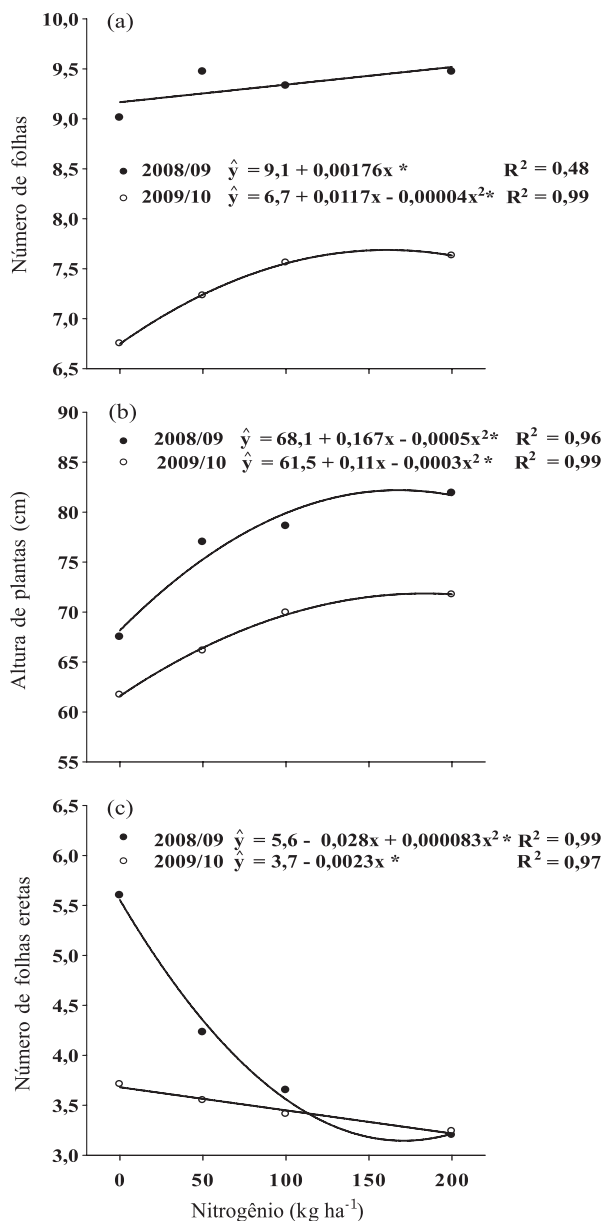 (a)
10,0
9,5
9,0
8,5
8,0
7,5
7,0
6,5
Número de folhas
● 2008/09 ŷ = 9,1 + 0,00176x * R² = 0,48
○ 2009/10 ŷ = 6,7 + 0,0117x - 0,00004x²* R² = 0,99
(b)
90
85
80
75
70
65
60
55
Altura de plantas (cm)
● 2008/09 ŷ = 68,1 + 0,167x - 0,0005x²* R² = 0,96
○ 2009/10 ŷ = 61,5 + 0,11x - 0,0003x² * R² = 0,99
(c)
6,5
6,0
5,5
5,0
4,5
4,0
3,5
3,0
Número de folhas eretas
● 2008/09 ŷ = 5,6 - 0,028x + 0,000083x² * R² = 0,99
○ 2009/10 ŷ = 3,7 - 0,0023x * R² = 0,97
0 50 100 150 200
Nitrogênio (kg ha⁻¹)